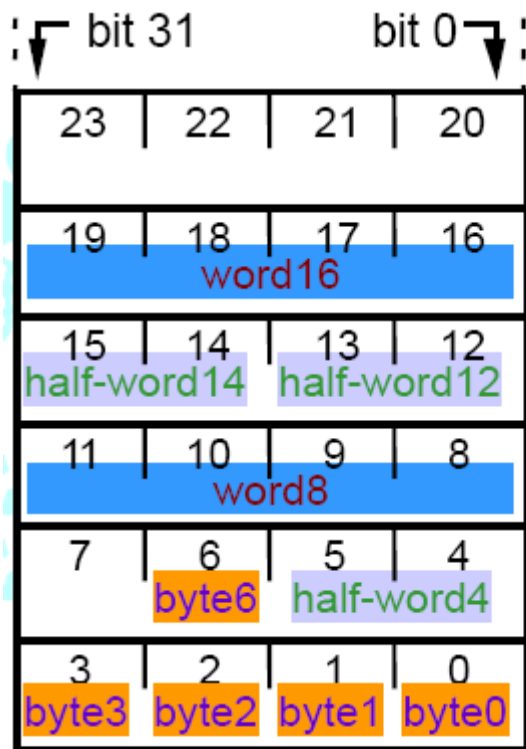 bit 31 bit 0
23 22 21 20
19 18 17 16
word16
15 14 13 12
half-word14 half-word12
11 10 9 8
word8
7 6 5 4
byte6 half-word4
3 2 1 0
byte3 byte2 byte1 byte0